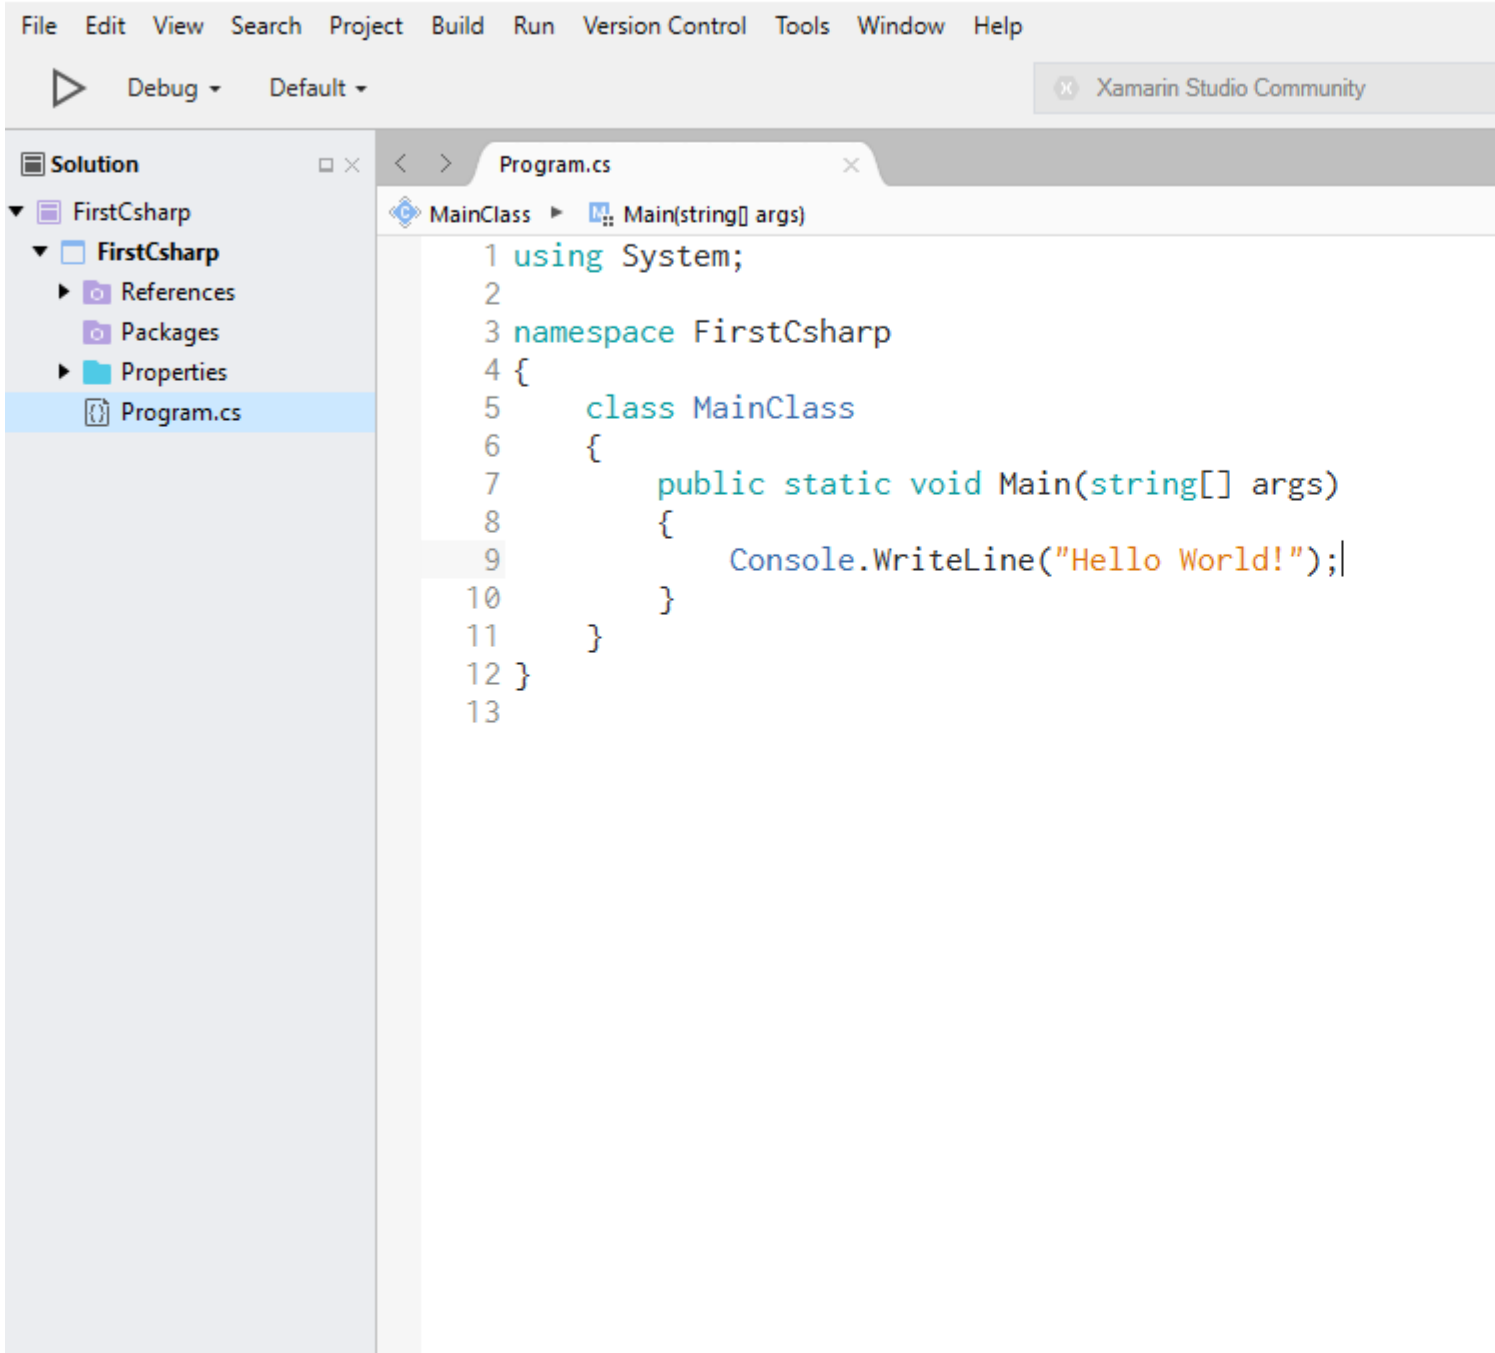 File Edit View Search Project Build Run Version Control Tools Window Help
Debug Default Xamarin Studio Community
Solution
FirstCsharp
FirstCsharp
References
Packages
Properties
Program.cs
Program.cs
MainClass Main(string[] args)
1 using System;
2
3 namespace FirstCsharp
4 {
5     class MainClass
6     {
7         public static void Main(string[] args)
8         {
9             Console.WriteLine("Hello World!");
10         }
11     }
12 }
13